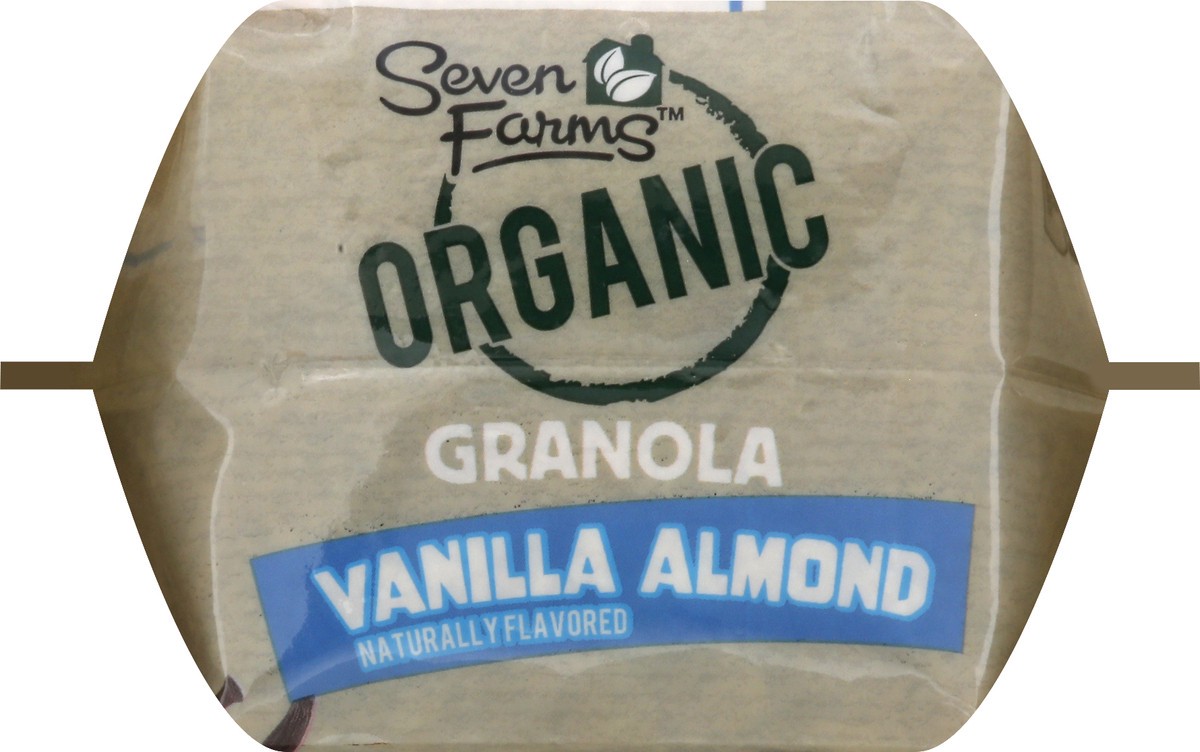 Seven
Farms™
ORGANIC
GRANOLA
VANILLA ALMOND
NATURALLY FLAVORED